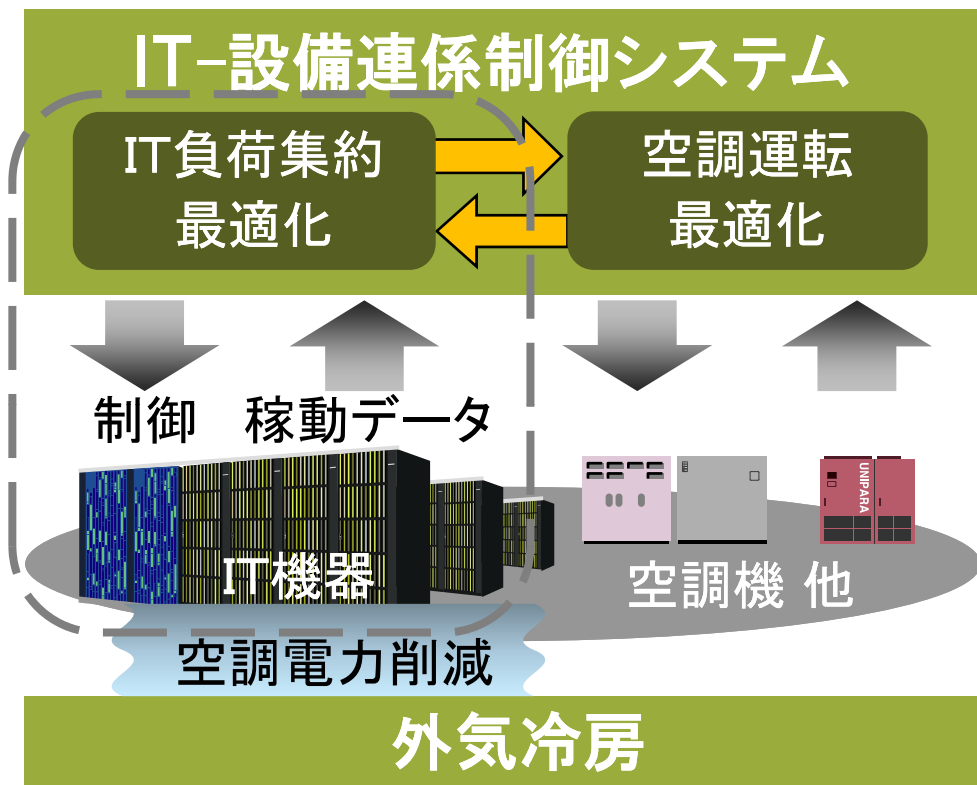 IT-設備連係制御システム
IT負荷集約
最適化
空調運転
最適化
制御
稼動データ
UNIPARA
IT機器
空調機 他
空調電力削減
外気冷房